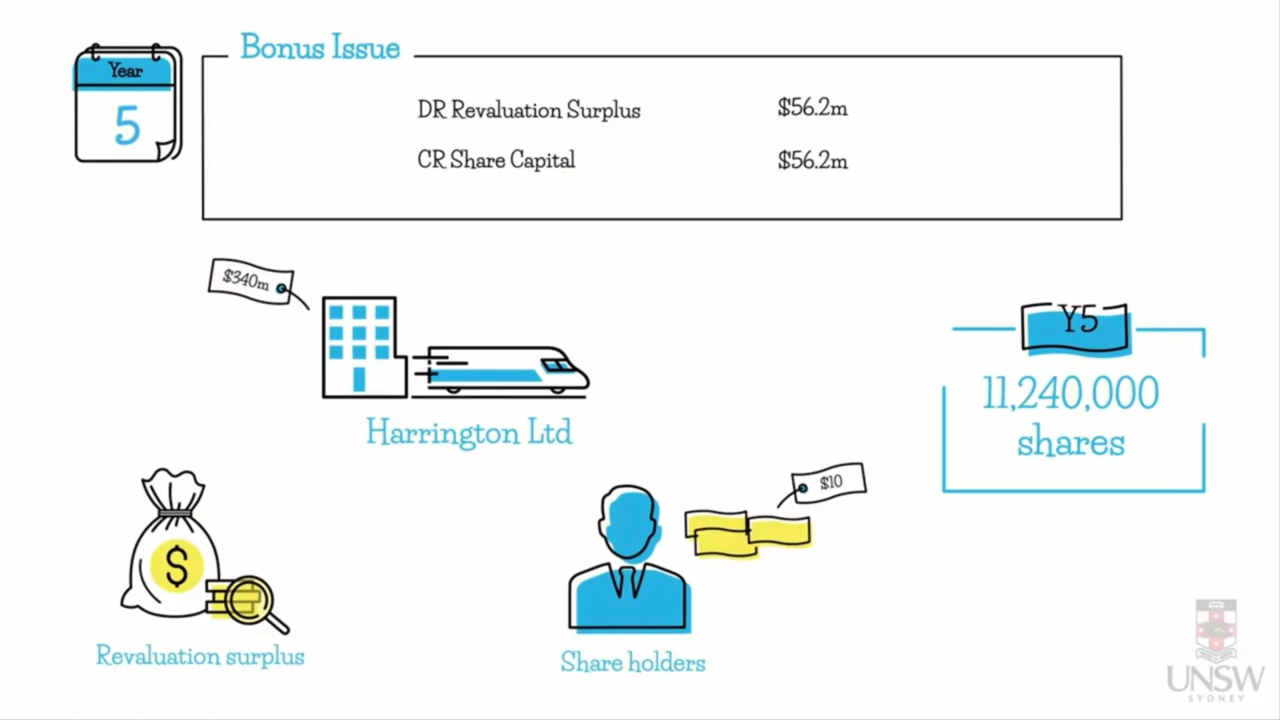 Year
5
Bonus Issue
DR Revaluation Surplus $56.2m
CR Share Capital $56.2m
$340m
Harrington Ltd
Y5
11,240,000
shares
$10
$
Revaluation surplus
Share holders
UNSW
SYDNEY